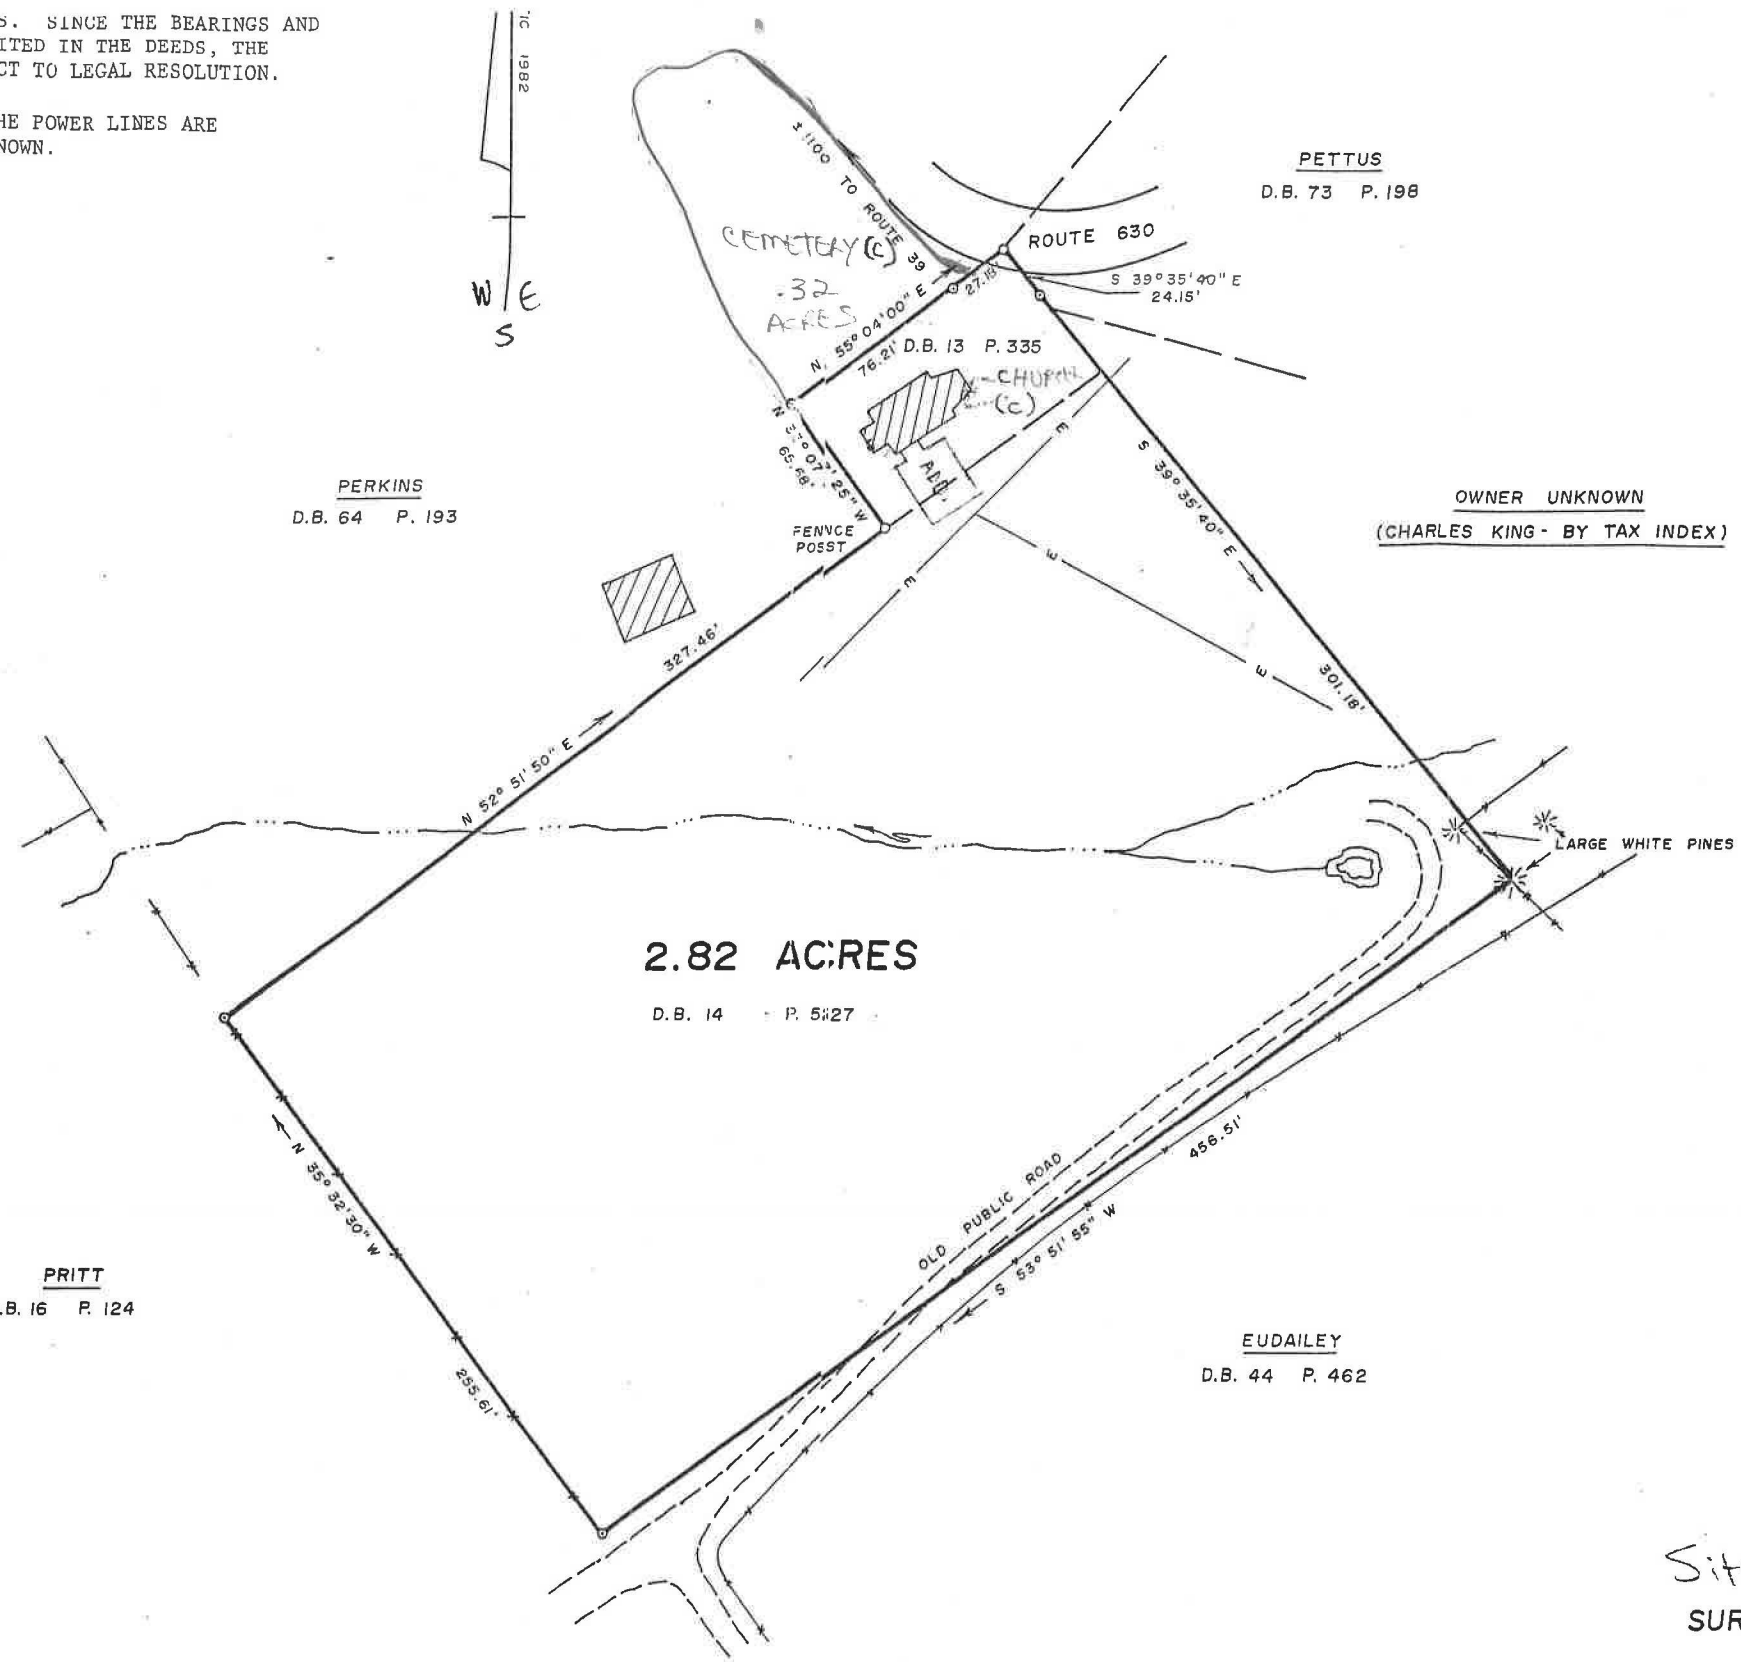 S. SINCE THE BEARINGS AND
ITED IN THE DEEDS, THE
CT TO LEGAL RESOLUTION.
HE POWER LINES ARE
NOWN.
1982
W E
S
± 1100 TO ROUTE 39
PETTUS
D.B. 73 P. 198
ROUTE 630
S 39°35'40" E
24.15'
CEMETERY (C)
.32
ACRES
N. 55°04'00" E
76.21'
D.B. 13 P. 335
CHURCH
(C)
ADD.
65.68'
FENNCE
POSST
PERKINS
D.B. 64 P. 193
OWNER UNKNOWN
(CHARLES KING - BY TAX INDEX)
S 39°35'40" E
301.18'
E
E
E
E
327.46'
N 52° 51' 50" E
LARGE WHITE PINES
2.82 ACRES
D.B. 14 P. 5527
N 35° 32' 30" W
255.61'
OLD PUBLIC ROAD
456.51'
S 53° 51' 55" W
PRITT
.B. 16 P. 124
EUDAILEY
D.B. 44 P. 462
Sit
SUR